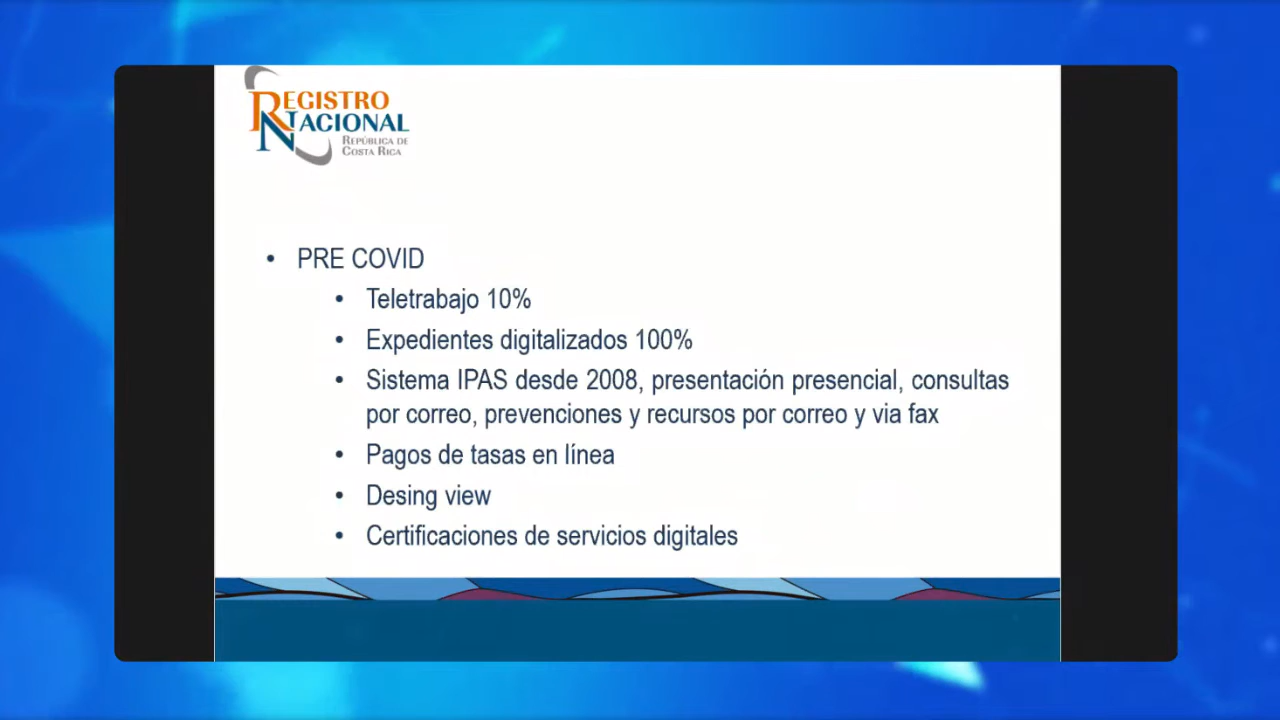 REGISTRO
NACIONAL
REPÚBLICA DE
COSTA RICA
• PRE COVID
• Teletrabajo 10%
• Expedientes digitalizados 100%
• Sistema IPAS desde 2008, presentación presencial, consultas
por correo, prevenciones y recursos por correo y via fax
• Pagos de tasas en línea
• Desing view
• Certificaciones de servicios digitales